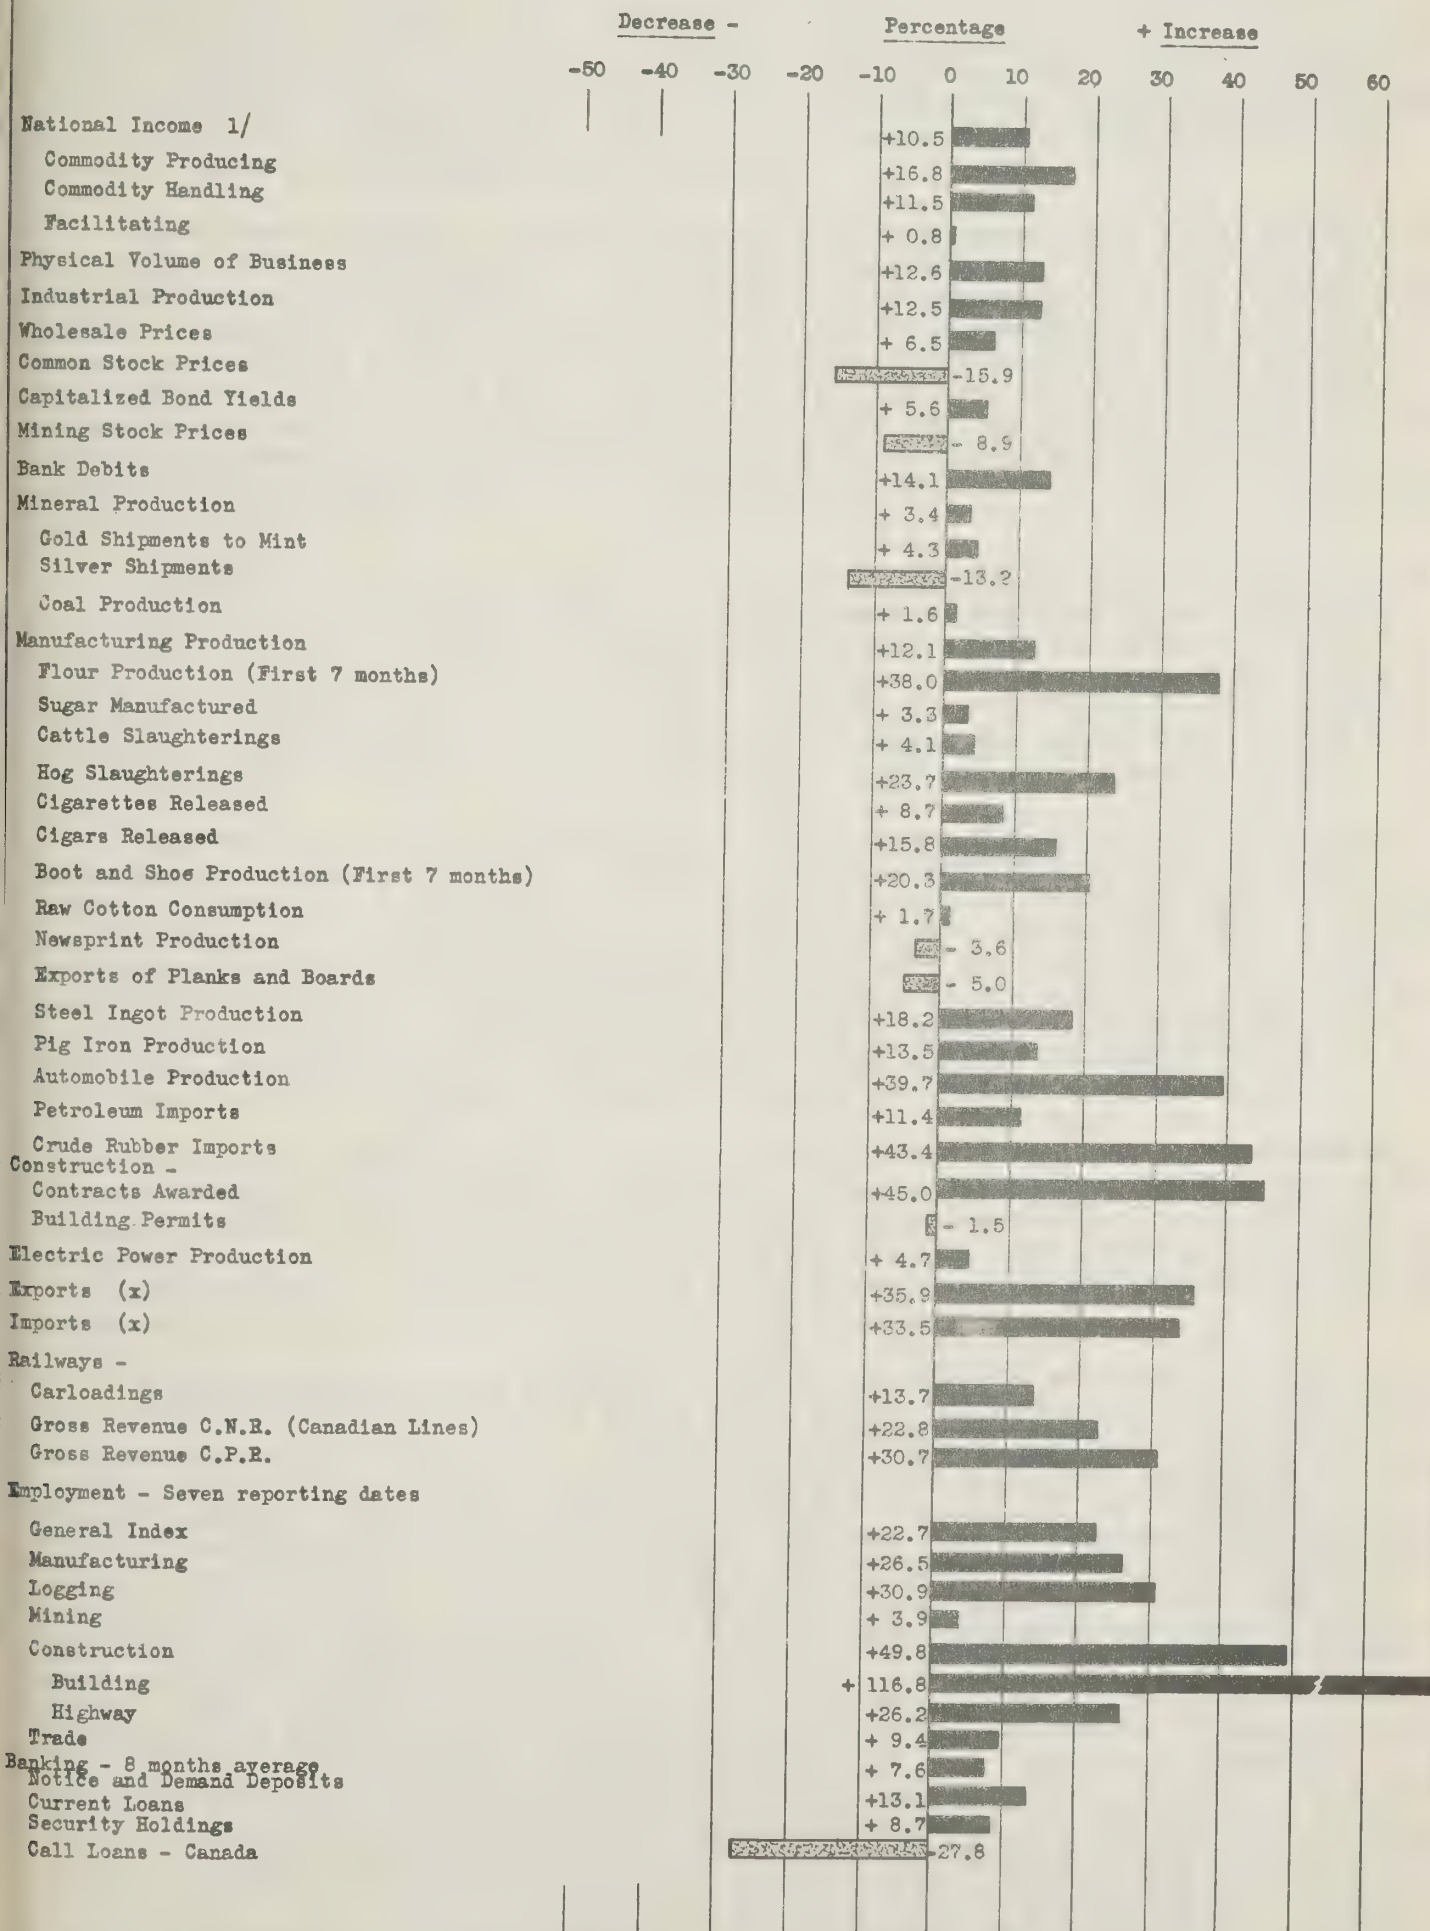 Decrease - Percentage + Increase
-50 -40 -30 -20 -10 0 10 20 30 40 50 60
National Income 1/ +10.5
Commodity Producing +16.8
Commodity Handling +11.5
Facilitating + 0.8
Physical Volume of Business +12.6
Industrial Production +12.5
Wholesale Prices + 6.5
Common Stock Prices -15.9
Capitalized Bond Yields + 5.6
Mining Stock Prices - 8.9
Bank Debits +14.1
Mineral Production + 3.4
Gold Shipments to Mint + 4.3
Silver Shipments -13.2
Coal Production + 1.6
Manufacturing Production +12.1
Flour Production (First 7 months) +38.0
Sugar Manufactured + 3.3
Cattle Slaughterings + 4.1
Hog Slaughterings +23.7
Cigarettes Released + 8.7
Cigars Released +15.8
Boot and Shoe Production (First 7 months) +20.3
Raw Cotton Consumption + 1.7
Newsprint Production - 3.6
Exports of Planks and Boards - 5.0
Steel Ingot Production +18.2
Pig Iron Production +13.5
Automobile Production +39.7
Petroleum Imports +11.4
Crude Rubber Imports +43.4
Construction -
Contracts Awarded +45.0
Building Permits - 1.5
Electric Power Production + 4.7
Exports (x) +35.9
Imports (x) +33.5
Railways -
Carloadings +13.7
Gross Revenue C.N.R. (Canadian Lines) +22.8
Gross Revenue C.P.R. +30.7
Employment - Seven reporting dates
General Index +22.7
Manufacturing +26.5
Logging +30.9
Mining + 3.9
Construction +49.8
Building + 116.8
Highway +26.2
Trade + 9.4
Banking - 8 months average
Notice and Demand Deposits + 7.6
Current Loans +13.1
Security Holdings + 8.7
Call Loans - Canada -27.8